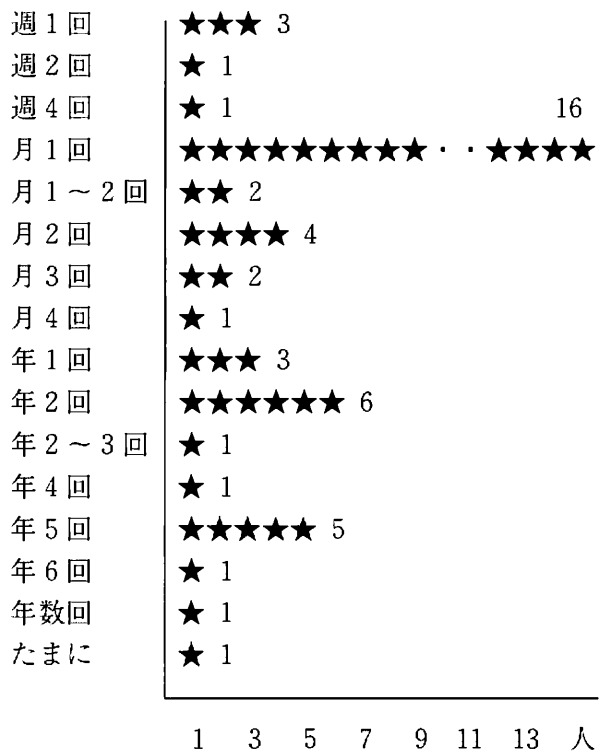 週1回 ★★★ 3
週2回 ★ 1
週4回 ★ 1 16
月1回 ★★★★★★★★★・・★★★★
月1～2回 ★★ 2
月2回 ★★★★ 4
月3回 ★★ 2
月4回 ★ 1
年1回 ★★★ 3
年2回 ★★★★★★ 6
年2～3回 ★ 1
年4回 ★ 1
年5回 ★★★★★ 5
年6回 ★ 1
年数回 ★ 1
たまに ★ 1
1 3 5 7 9 11 13 人